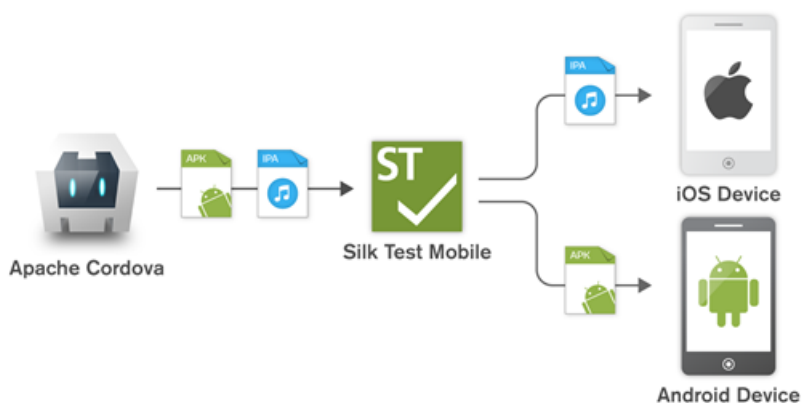 Apache Cordova
APK
IPA
ST
Silk Test Mobile
IPA
iOS Device
APK
Android Device